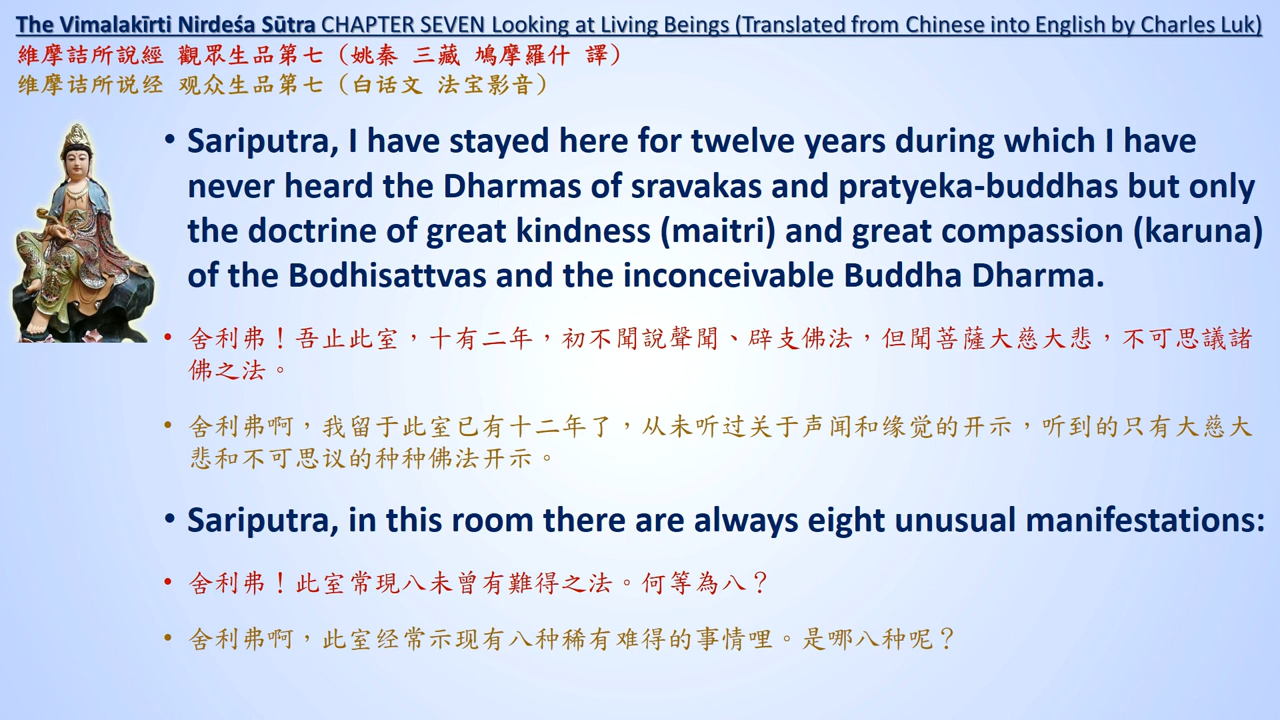 The Vimalakīrti Nirdeśa Sūtra CHAPTER SEVEN Looking at Living Beings (Translated from Chinese into English by Charles Luk)
維摩詰所說經 觀眾生品第七（姚秦 三藏 鳩摩羅什 譯）
维摩诘所说经 观众生品第七（白话文 法宝影音）
• Sariputra, I have stayed here for twelve years during which I have
never heard the Dharmas of sravakas and pratyeka-buddhas but only
the doctrine of great kindness (maitri) and great compassion (karuna)
of the Bodhisattvas and the inconceivable Buddha Dharma.
• 舍利弗！吾止此室，十有二年，初不聞說聲聞、辟支佛法，但聞菩薩大慈大悲，不可思議諸
佛之法。
• 舍利弗啊，我留于此室已有十二年了，从未听过关于声闻和缘觉的开示，听到的只有大慈大
悲和不可思议的种种佛法开示。
• Sariputra, in this room there are always eight unusual manifestations:
• 舍利弗！此室常現八未曾有難得之法。何等為八？
• 舍利弗啊，此室经常示现有八种稀有难得的事情哩。是哪八种呢？